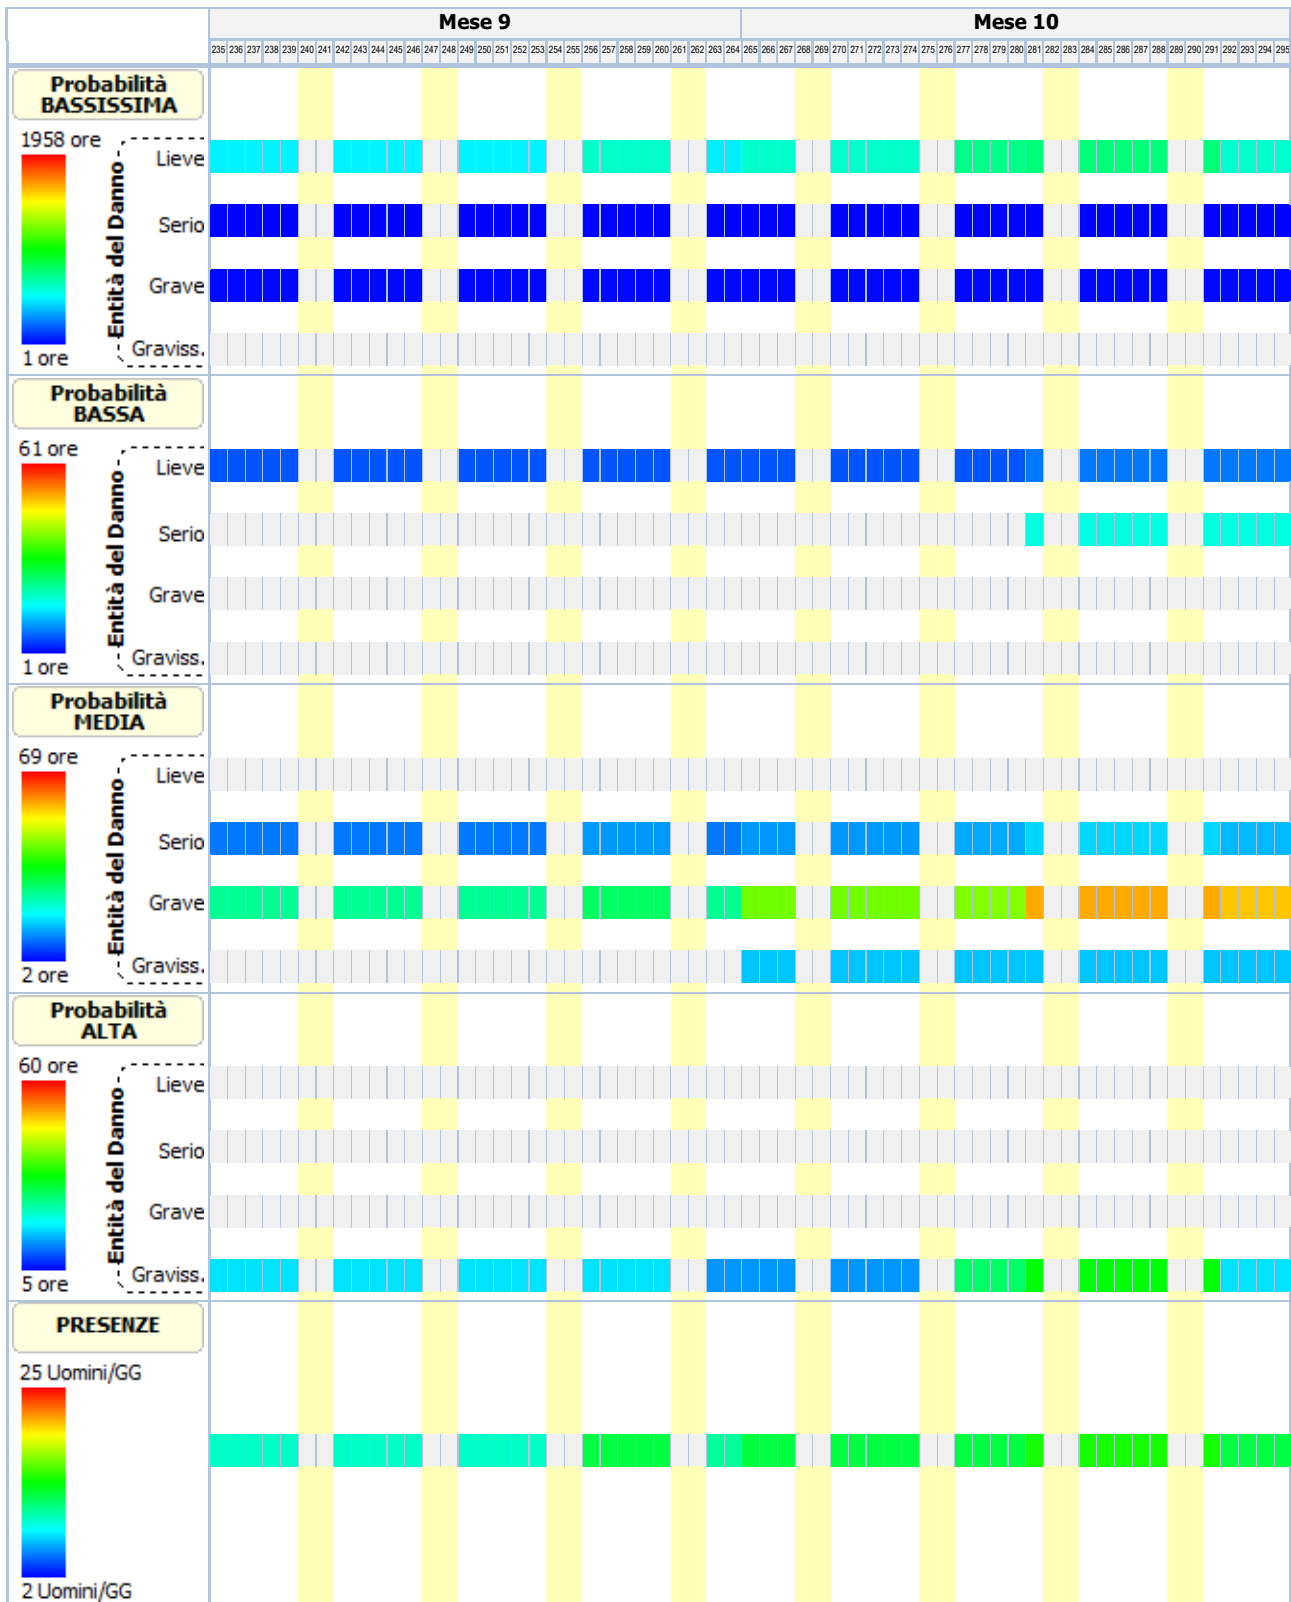 Mese 9 Mese 10
235 236 237 238 239 240 241 242 243 244 245 246 247 248 249 250 251 252 253 254 255 256 257 258 259 260 261 262 263 264 265 266 267 268 269 270 271 272 273 274 275 276 277 278 279 280 281 282 283 284 285 286 287 288 289 290 291 292 293 294 295
Probabilità
BASSISSIMA
1958 ore
Entità del Danno
Lieve
Serio
Grave
Graviss.
1 ore
Probabilità
BASSA
61 ore
Entità del Danno
Lieve
Serio
Grave
Graviss.
1 ore
Probabilità
MEDIA
69 ore
Entità del Danno
Lieve
Serio
Grave
Graviss.
2 ore
Probabilità
ALTA
60 ore
Entità del Danno
Lieve
Serio
Grave
Graviss.
5 ore
PRESENZE
25 Uomini/GG
2 Uomini/GG